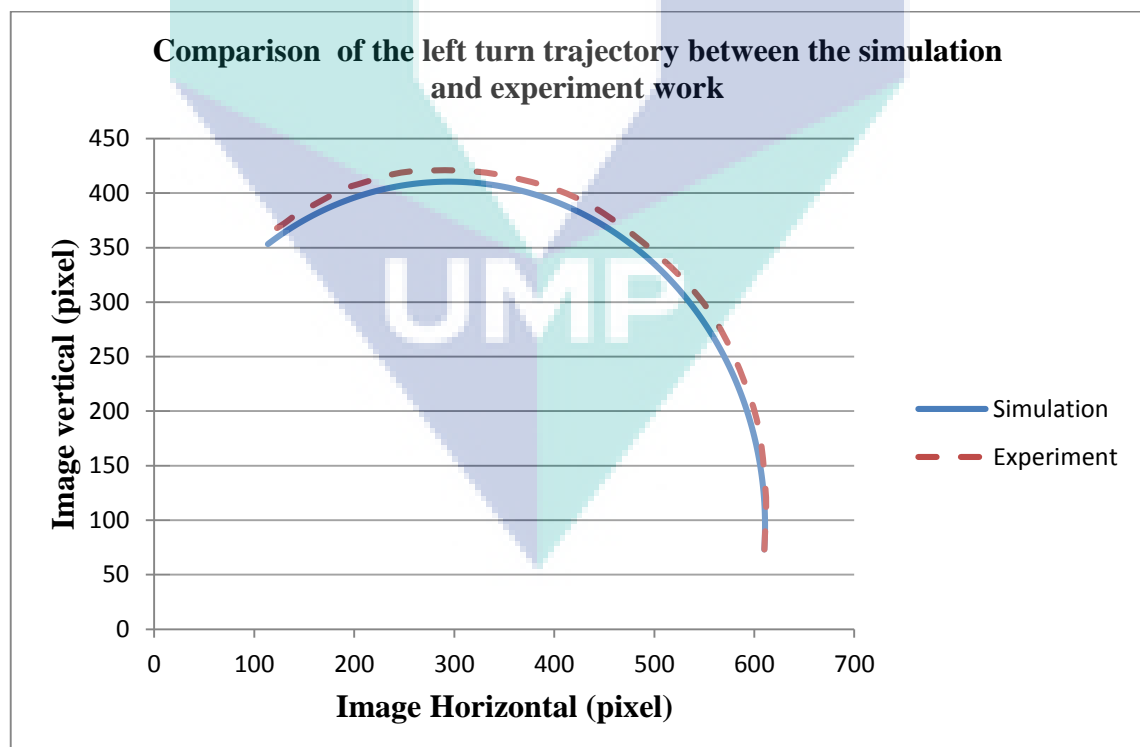 Comparison of the left turn trajectory between the simulation
and experiment work
450
400
350
300
250
200
150
100
50
0
Image vertical (pixel)
UMP
0 100 200 300 400 500 600 700
Image Horizontal (pixel)
Simulation
Experiment